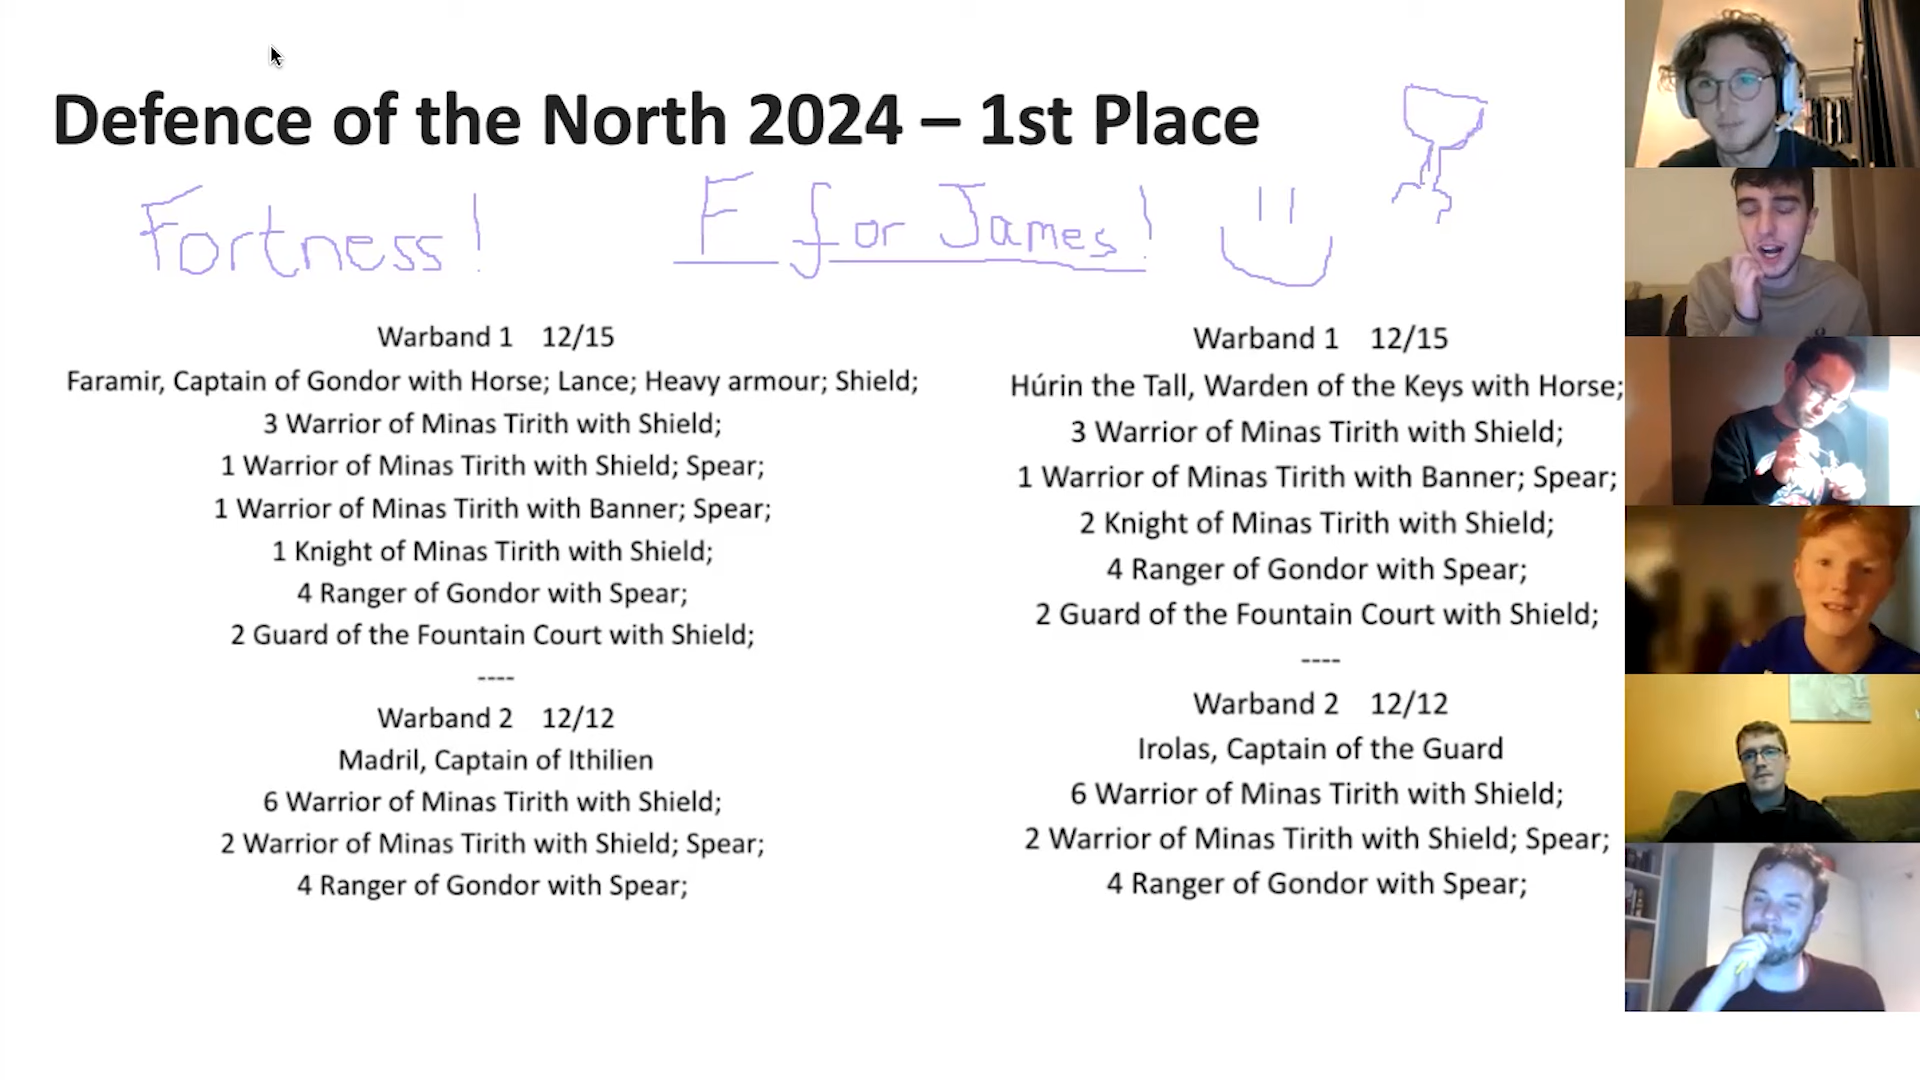 Defence of the North 2024 – 1st Place
Fortness! F for James!
Warband 1 12/15
Faramir, Captain of Gondor with Horse; Lance; Heavy armour; Shield;
3 Warrior of Minas Tirith with Shield;
1 Warrior of Minas Tirith with Shield; Spear;
1 Warrior of Minas Tirith with Banner; Spear;
1 Knight of Minas Tirith with Shield;
4 Ranger of Gondor with Spear;
2 Guard of the Fountain Court with Shield;
----
Warband 2 12/12
Madril, Captain of Ithilien
6 Warrior of Minas Tirith with Shield;
2 Warrior of Minas Tirith with Shield; Spear;
4 Ranger of Gondor with Spear;
Warband 1 12/15
Húrin the Tall, Warden of the Keys with Horse;
3 Warrior of Minas Tirith with Shield;
1 Warrior of Minas Tirith with Banner; Spear;
2 Knight of Minas Tirith with Shield;
4 Ranger of Gondor with Spear;
2 Guard of the Fountain Court with Shield;
----
Warband 2 12/12
Irolas, Captain of the Guard
6 Warrior of Minas Tirith with Shield;
2 Warrior of Minas Tirith with Shield; Spear;
4 Ranger of Gondor with Spear;